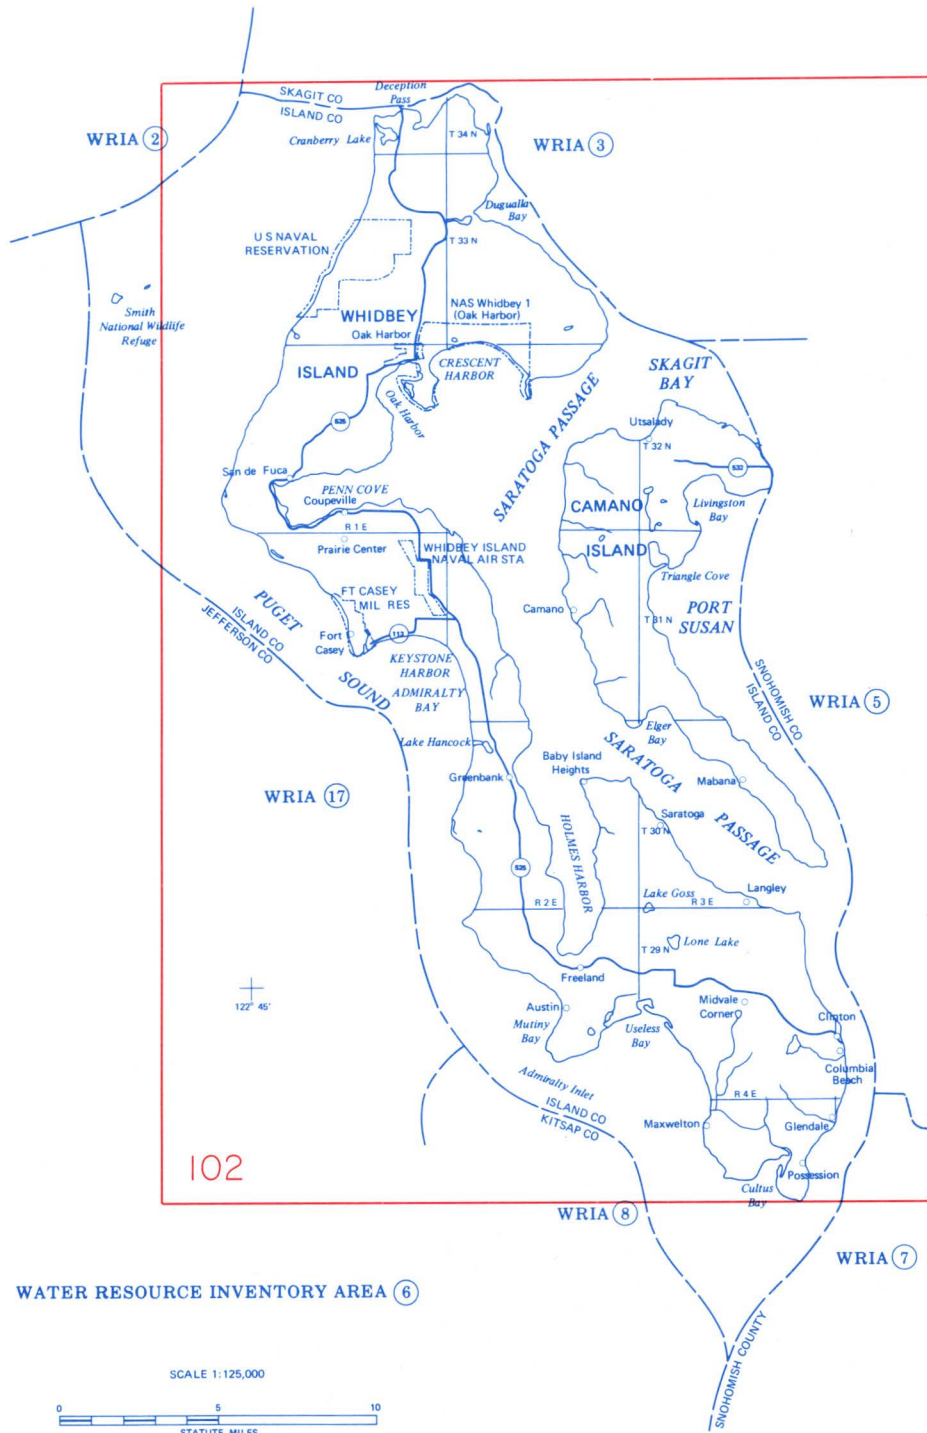 SKAGIT CO
ISLAND CO
Deception
Pass
WRIA 2
Cranberry Lake
T 34 N
WRIA 3
Dugualla
Bay
U S NAVAL
RESERVATION
T 33 N
Smith
National Wildlife
Refuge
NAS Whidbey 1
(Oak Harbor)
WHIDBEY
Oak Harbor
ISLAND
CRESCENT
HARBOR
SKAGIT
BAY
Oak Harbor
SARATOGA PASSAGE
525
Utsalady
T 32 N
532
San de Fuca
PENN COVE
Coupeville
CAMANO
Livingston
Bay
R 1 E
Prairie Center
WHIDBEY ISLAND
NAVAL AIR STA
ISLAND
Triangle Cove
FT CASEY
MIL RES
PUGET
SOUND
ISLAND CO
JEFFERSON CO
Camano
T 31 N
PORT
SUSAN
Fort
Casey
113
KEYSTONE
HARBOR
ADMIRALTY
BAY
SNOHOMISH CO
ISLAND CO
WRIA 5
Elger
Bay
Lake Hancock
SARATOGA
PASSAGE
Baby Island
Heights
Greenbank
Mabana
WRIA 17
Saratoga
T 30 N
HOLMES HARBOR
525
Lake Goss
Langley
R 2 E
R 3 E
T 29 N
Lone Lake
Freeland
122° 45'
Austin
Mutiny
Bay
Useless
Bay
Midvale
Corner
Clinton
Columbia
Beach
Admiralty Inlet
ISLAND CO
KITSAP CO
R 4 E
Maxwelton
Glendale
102
Possession
Cultus
Bay
WRIA 8
WRIA 7
WATER RESOURCE INVENTORY AREA 6
SNOHOMISH COUNTY
SCALE 1:125,000
0 5 10
STATUTE MILES